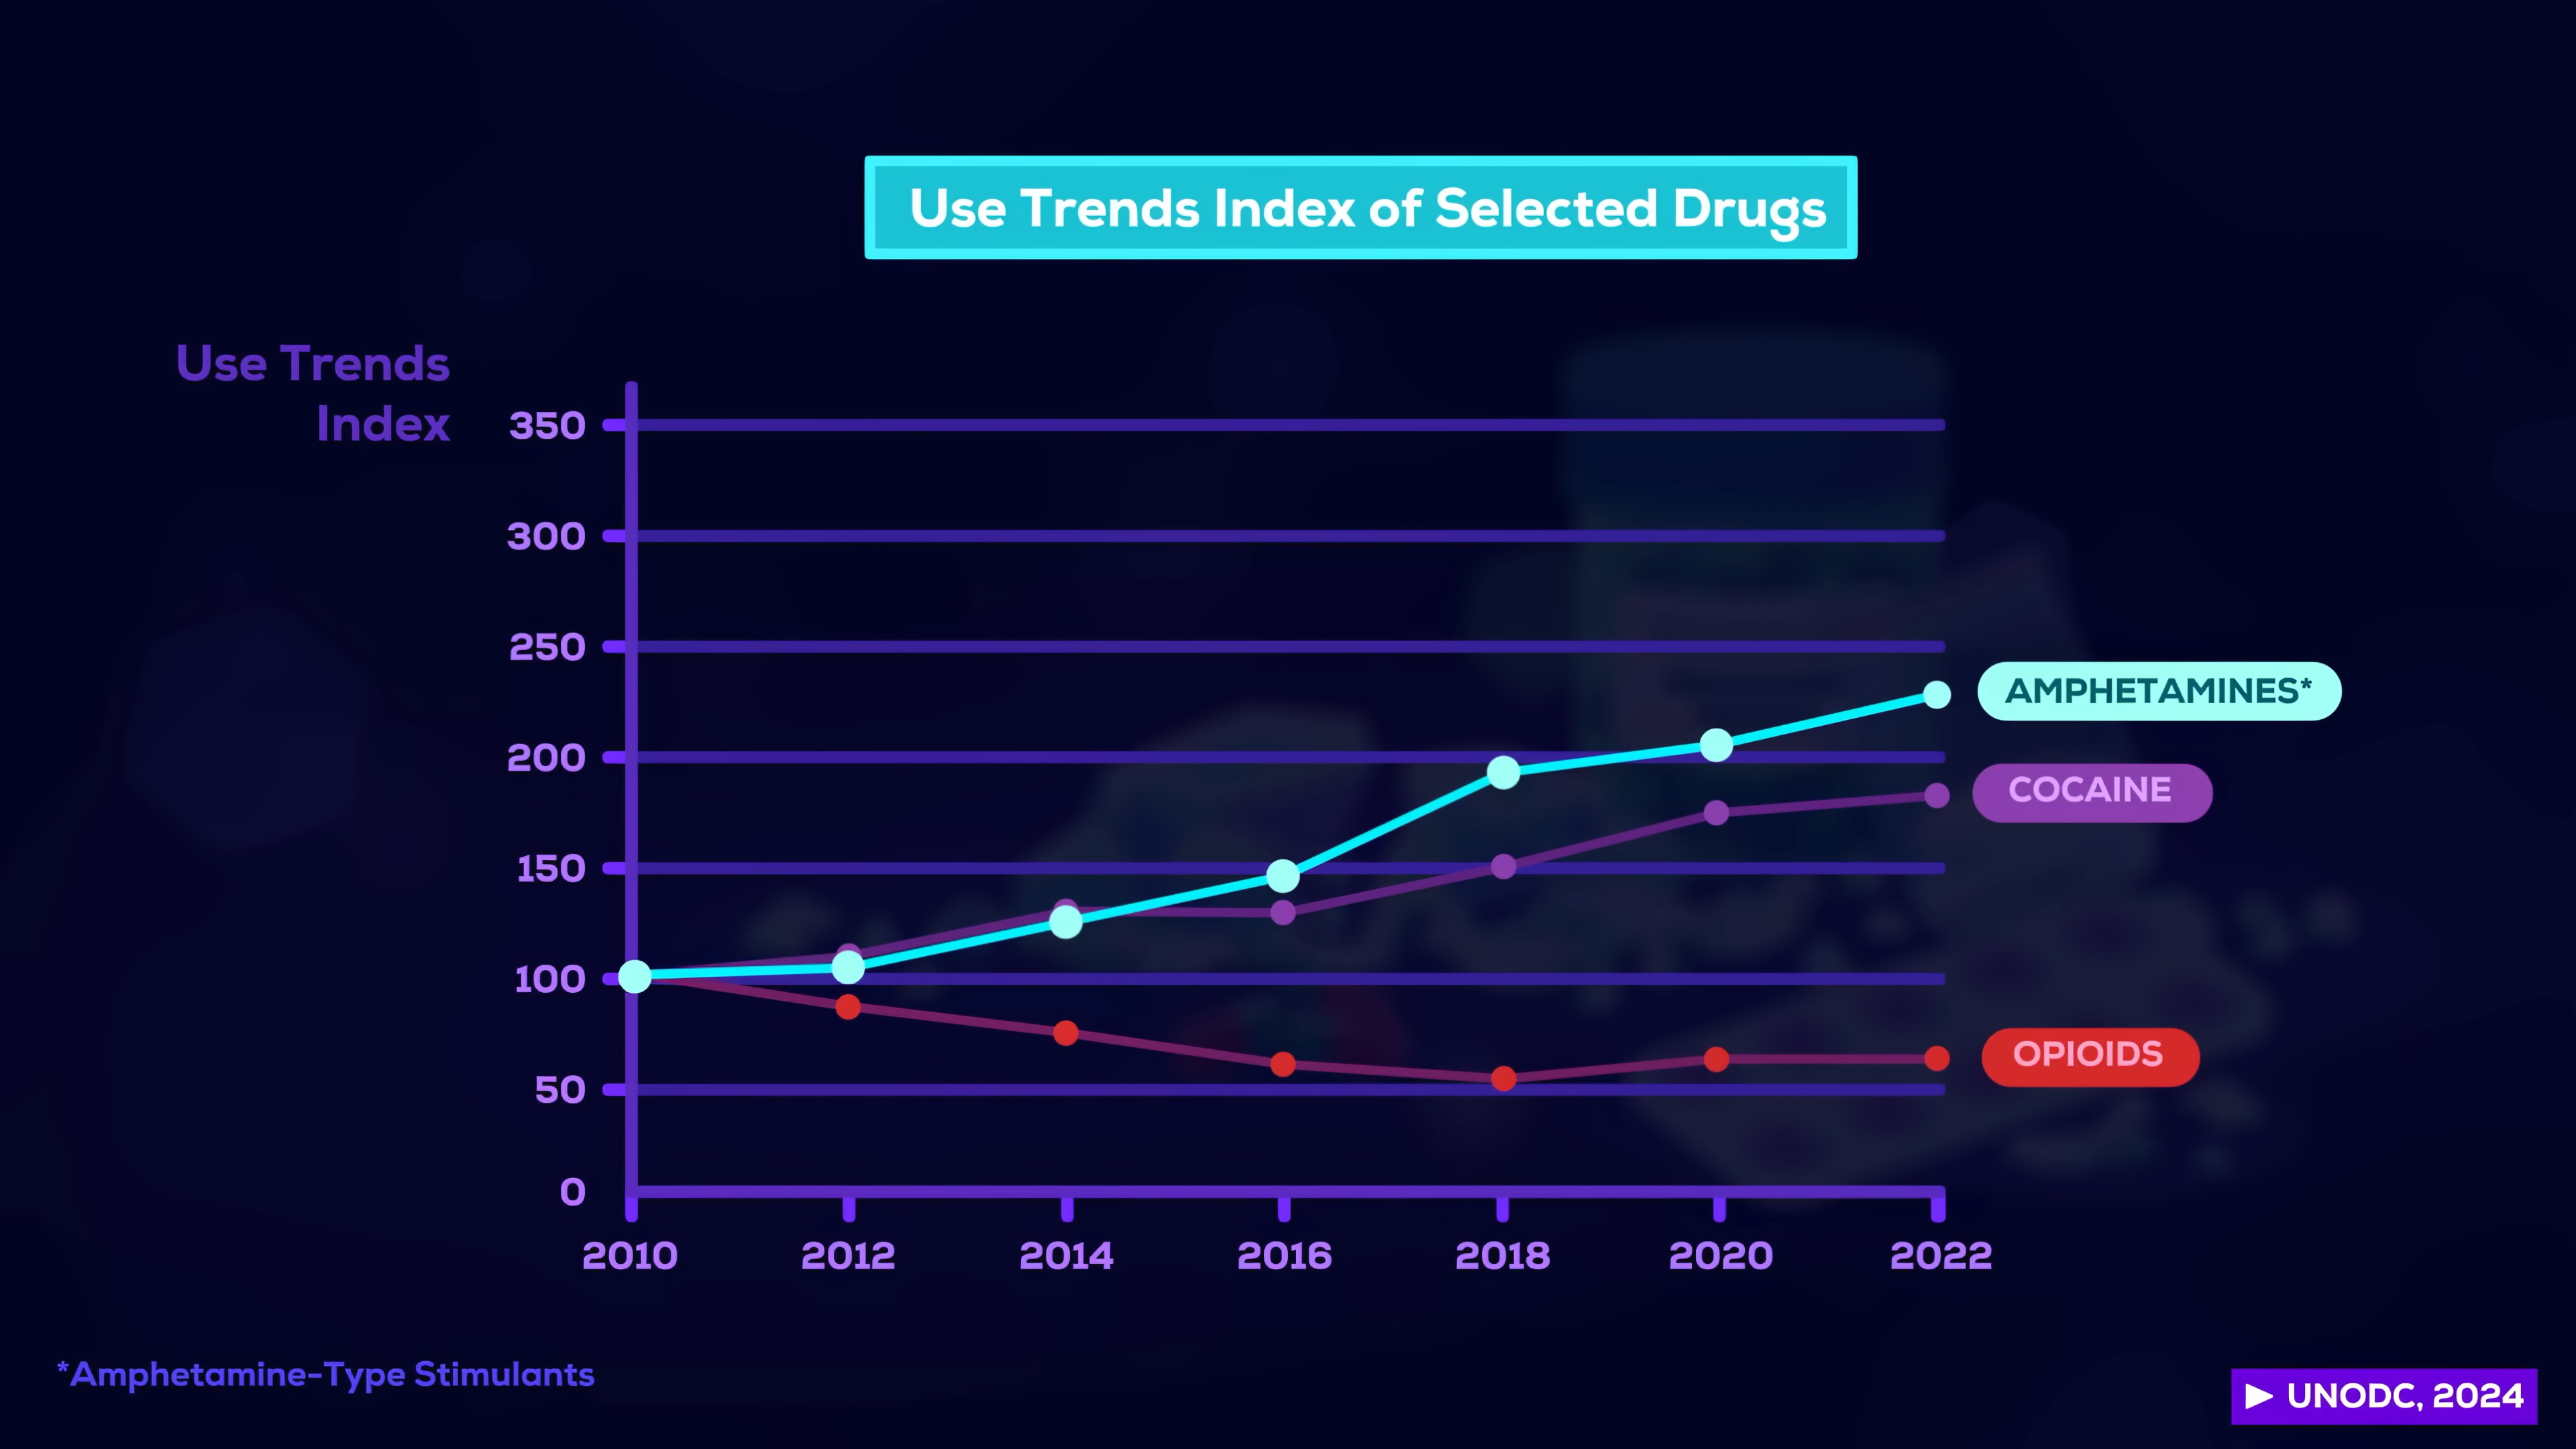 Use Trends Index of Selected Drugs
Use Trends
Index
350
300
250
200
150
100
50
0
2010 2012 2014 2016 2018 2020 2022
AMPHETAMINES*
COCAINE
OPIOIDS
*Amphetamine-Type Stimulants
UNODC, 2024